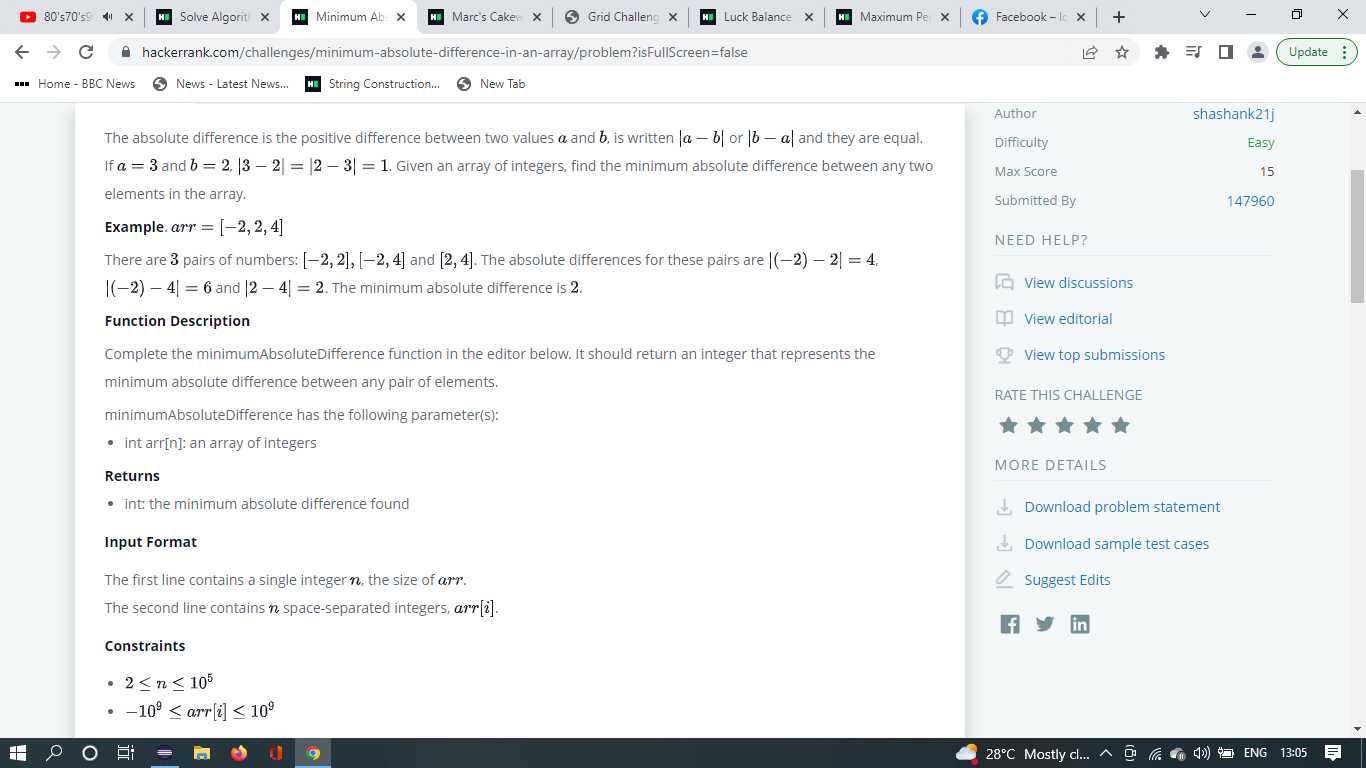 80's70's9
Solve Algorit
Minimum Abs
Marc's Cakew
Grid Challeng
Luck Balance
Maximum Per
Facebook – lo
hackerrank.com/challenges/minimum-absolute-difference-in-an-array/problem?isFullScreen=false
Update
Home - BBC News
News - Latest News...
String Construction...
New Tab
The absolute difference is the positive difference between two values a and b, is written |a − b| or |b − a| and they are equal.
If a = 3 and b = 2, |3 − 2| = |2 − 3| = 1. Given an array of integers, find the minimum absolute difference between any two
elements in the array.
Example. arr = [−2, 2, 4]
There are 3 pairs of numbers: [−2, 2], [−2, 4] and [2, 4]. The absolute differences for these pairs are |(−2) − 2| = 4,
|(−2) − 4| = 6 and |2 − 4| = 2. The minimum absolute difference is 2.
Function Description
Complete the minimumAbsoluteDifference function in the editor below. It should return an integer that represents the
minimum absolute difference between any pair of elements.
minimumAbsoluteDifference has the following parameter(s):
• int arr[n]: an array of integers
Returns
• int: the minimum absolute difference found
Input Format
The first line contains a single integer n, the size of arr.
The second line contains n space-separated integers, arr[i].
Constraints
• 2 ≤ n ≤ 10⁵
• −10⁹ ≤ arr[i] ≤ 10⁹
Author shashank21j
Difficulty Easy
Max Score 15
Submitted By 147960
NEED HELP?
View discussions
View editorial
View top submissions
RATE THIS CHALLENGE
MORE DETAILS
Download problem statement
Download sample test cases
Suggest Edits
28°C Mostly cl...
ENG
13:05